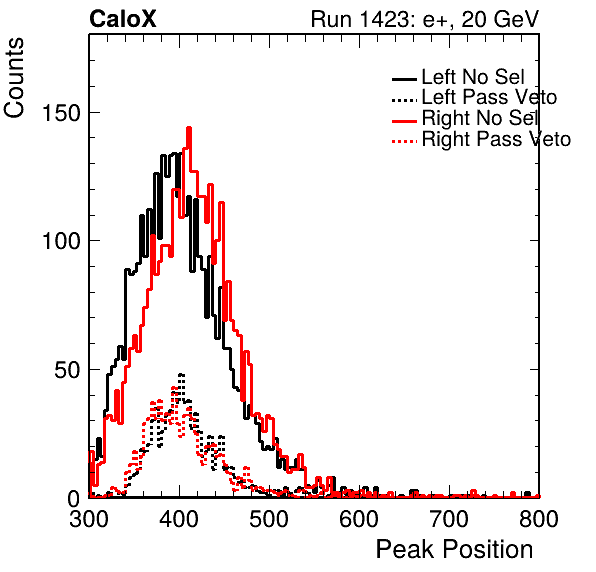 CaloX Run 1423: e+, 20 GeV
Counts
Left No Sel
Left Pass Veto
Right No Sel
Right Pass Veto
150
100
50
0
300 400 500 600 700 800
Peak Position